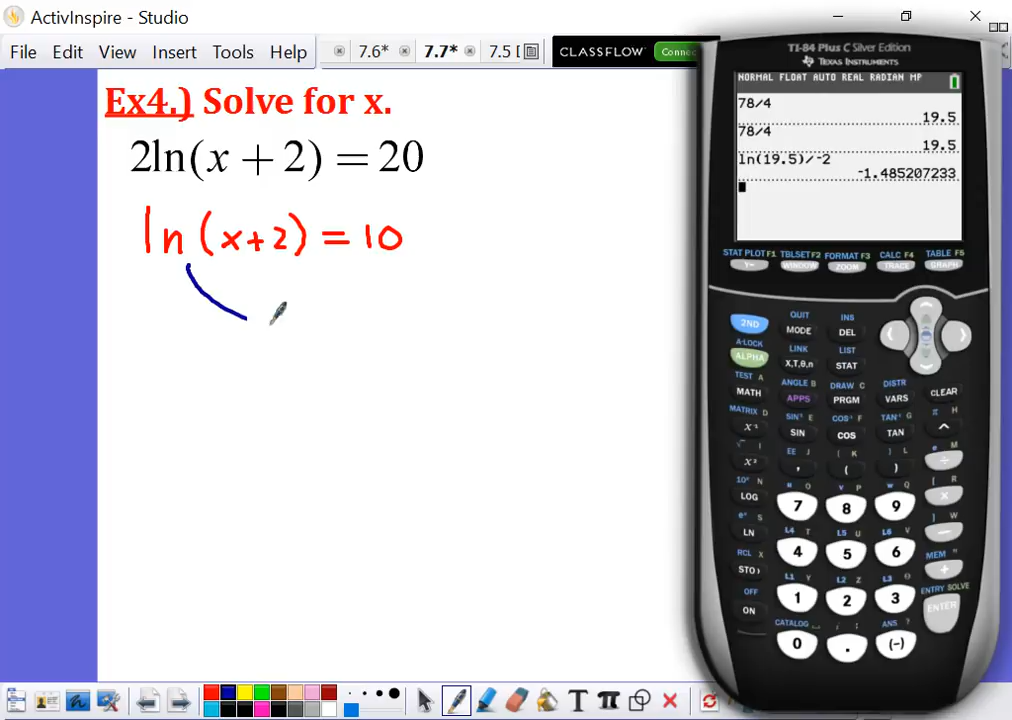 ActivInspire - Studio
File Edit View Insert Tools Help
7.6* 7.7* 7.5 [
CLASSFLOW Connec
Ex4.) Solve for x.
2ln(x + 2) = 20
ln (x+2) = 10
TI-84 Plus C Silver Edition
TEXAS INSTRUMENTS
NORMAL FLOAT AUTO REAL RADIAN MP
78/4
19.5
78/4
19.5
ln(19.5)/-2
-1.485207233
STAT PLOT F1 TBLSET F2 FORMAT F3 CALC F4 TABLE F5
Y= WINDOW ZOOM TRACE GRAPH
QUIT INS
2ND MODE DEL
A-LOCK LINK LIST
ALPHA X,T,θ,n STAT
TEST A ANGLE B DRAW C DISTR
MATH APPS PRGM VARS CLEAR
MATRIX D SIN⁻¹ E COS⁻¹ F TAN⁻¹ G π H
SIN COS TAN ^
EE J { K } L e M
x² , ( ) ÷
10ˣ N u O v P w Q [ R
LOG 7 8 9 ×
eˣ S L4 T L5 U L6 V ] W
LN 4 5 6 −
RCL X L1 Y L2 Z L3 θ MEM "
STO› 1 2 3 +
OFF ENTRY SOLVE
ON ENTER
CATALOG ␣ i : ANS ?
0 . (-)
T π